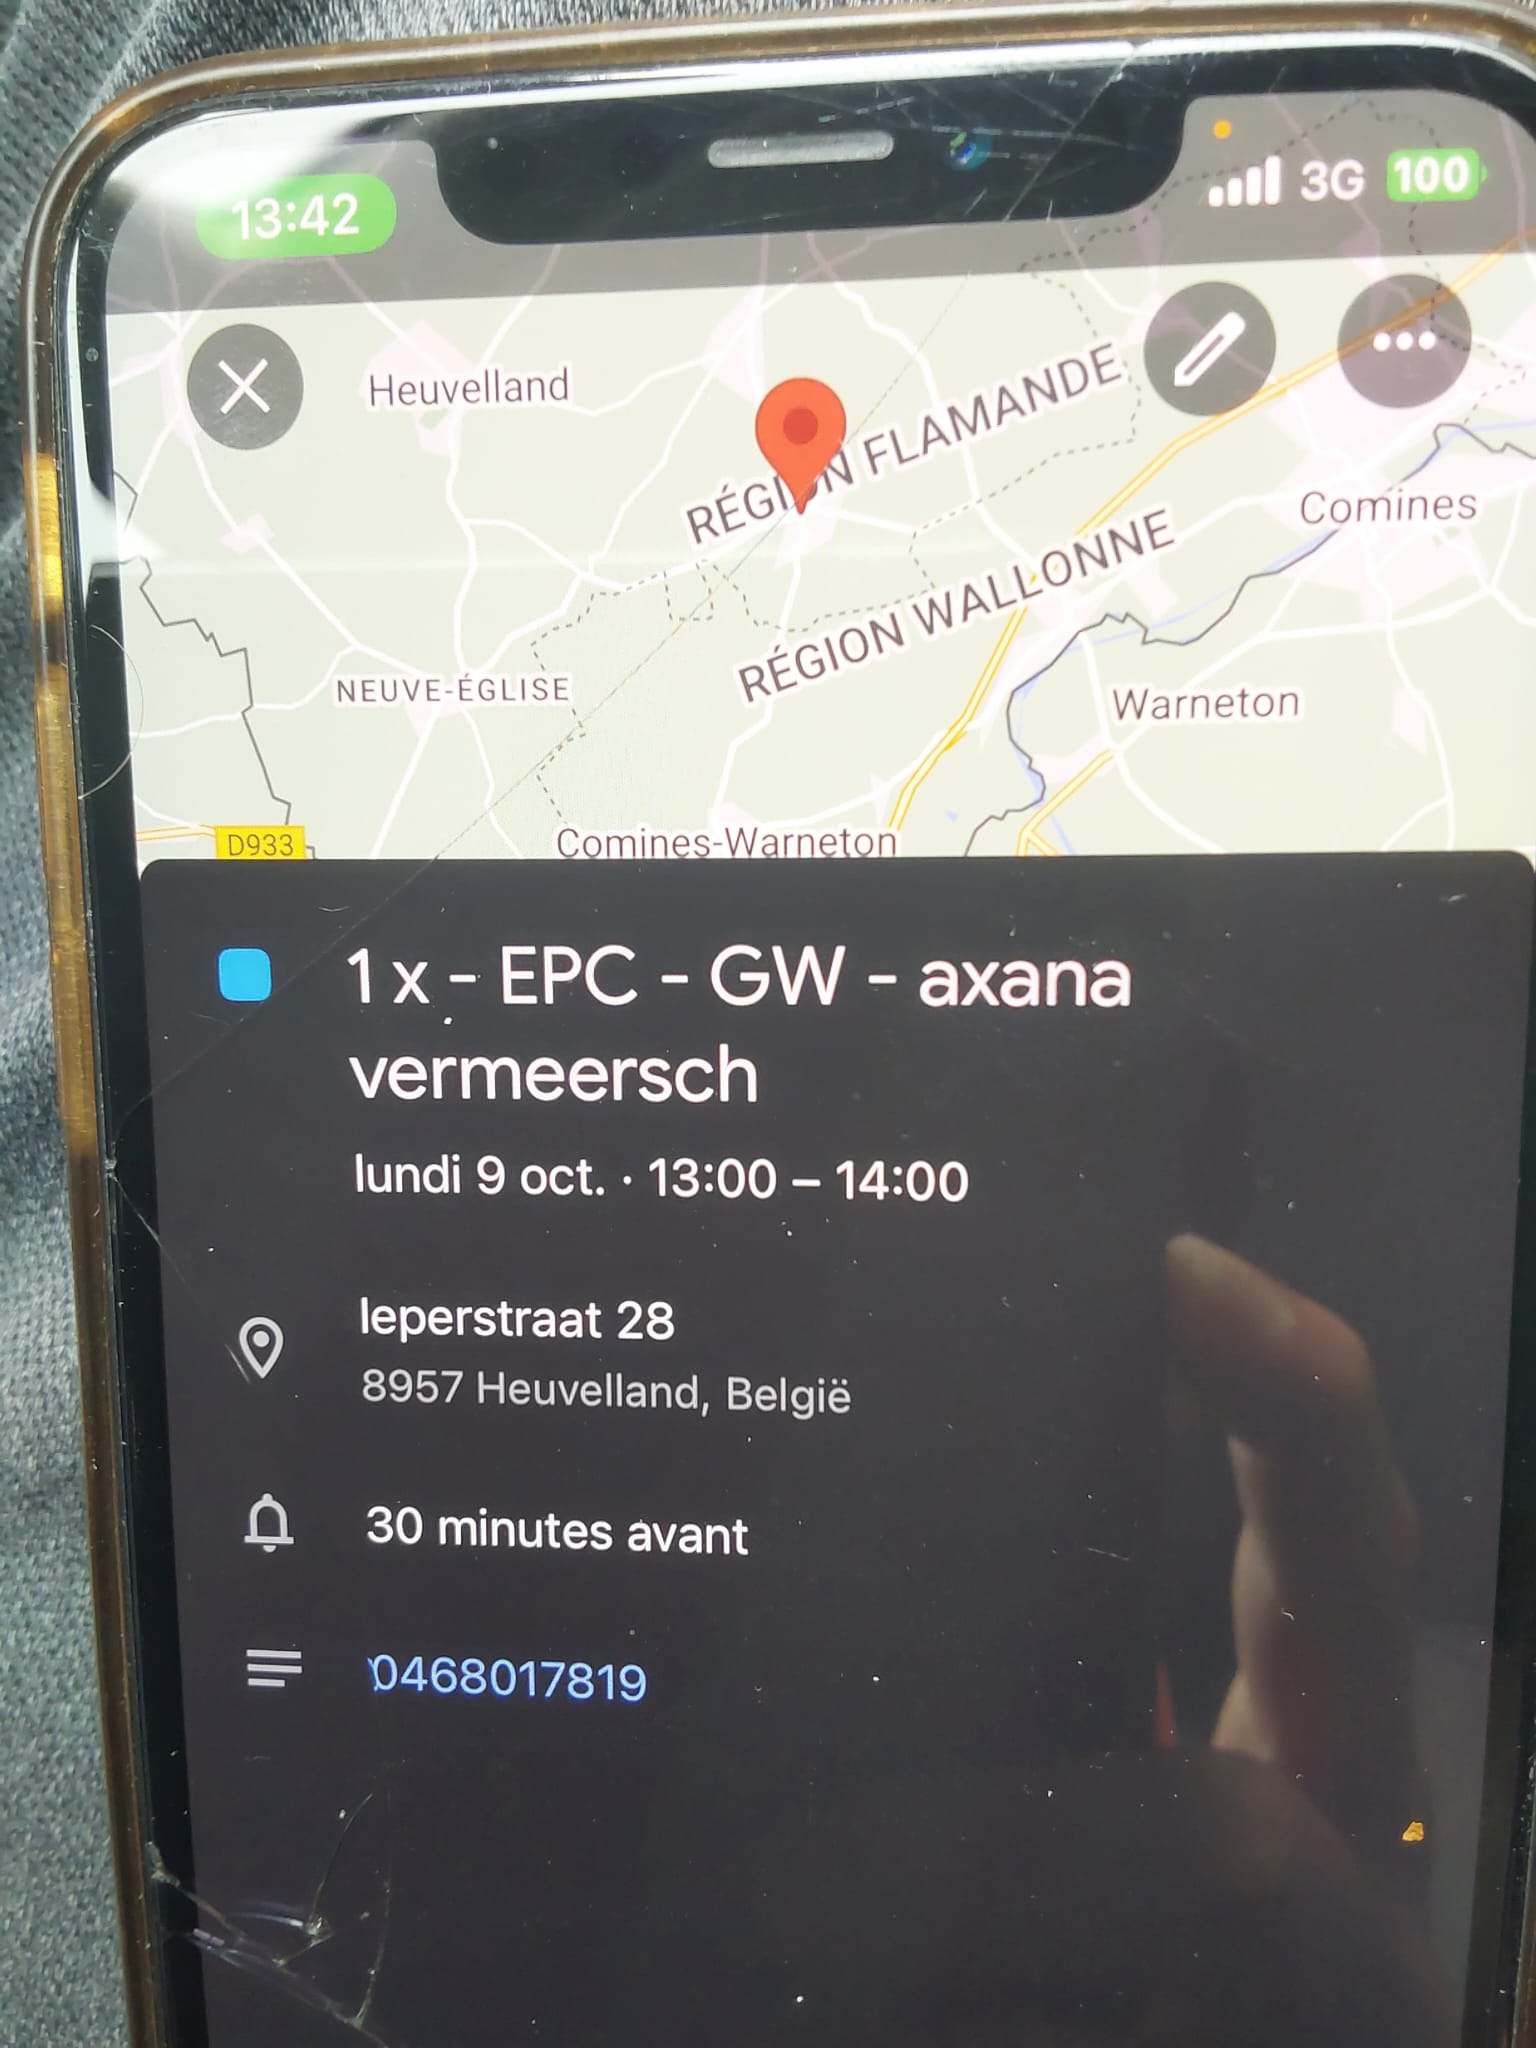 13:42
3G 100
Heuvelland
RÉGION FLAMANDE
Comines
RÉGION WALLONNE
NEUVE-ÉGLISE
Warneton
D933
Comines-Warneton
1 x - EPC - GW - axana
vermeersch
lundi 9 oct. · 13:00 – 14:00
Ieperstraat 28
8957 Heuvelland, België
30 minutes avant
0468017819